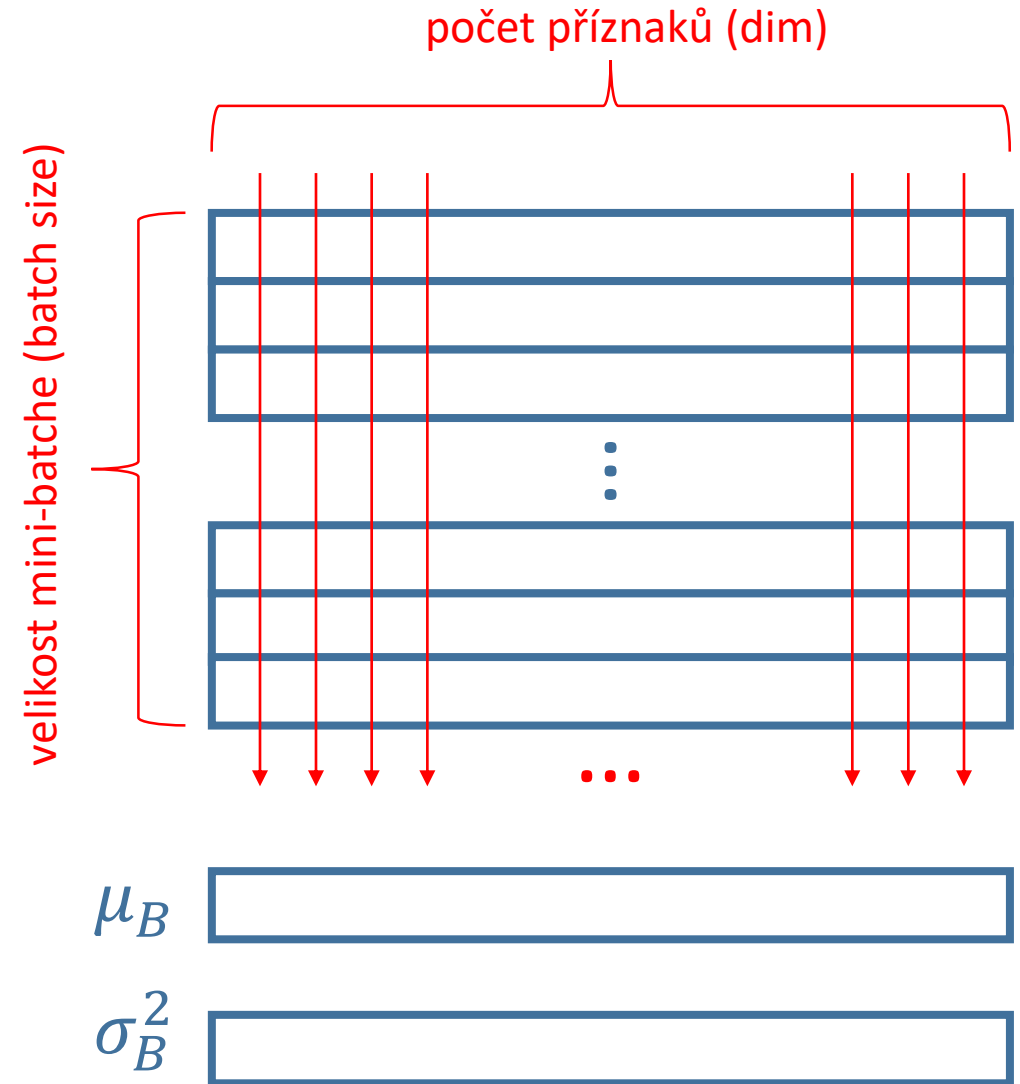 počet příznaků (dim)
velikost mini-batche (batch size)
...
μ_B
σ_B^2